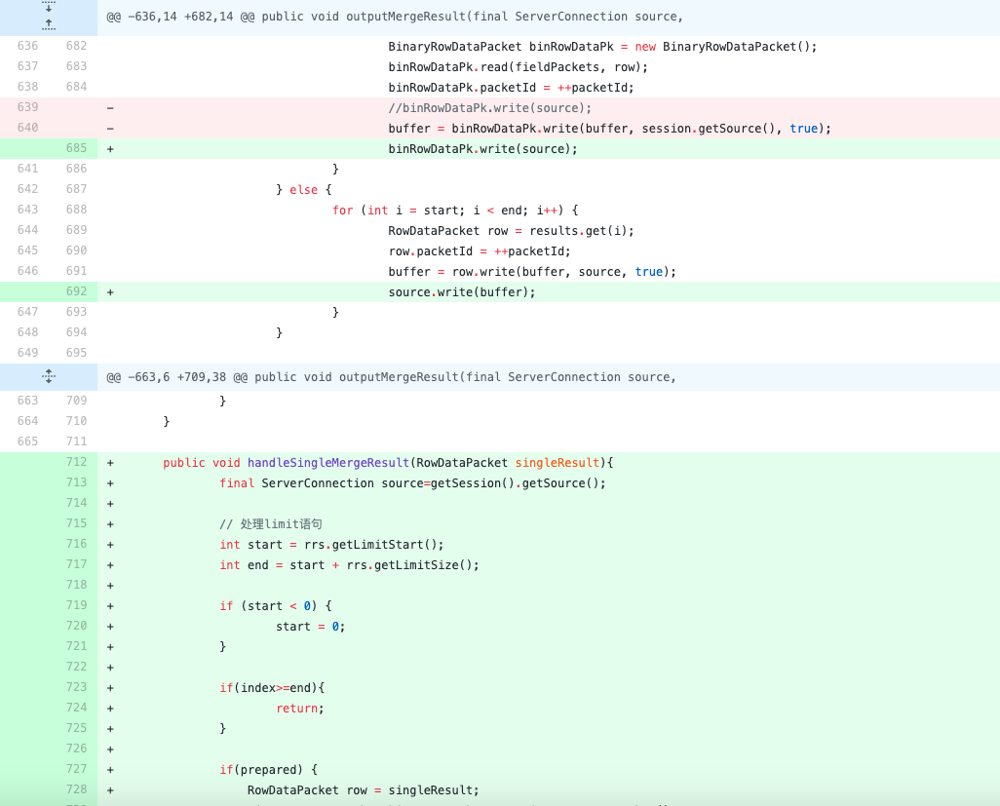 @@ -636,14 +682,14 @@ public void outputMergeResult(final ServerConnection source,
636 682 BinaryRowDataPacket binRowDataPk = new BinaryRowDataPacket();
637 683 binRowDataPk.read(fieldPackets, row);
638 684 binRowDataPk.packetId = ++packetId;
639 - //binRowDataPk.write(source);
640 - buffer = binRowDataPk.write(buffer, session.getSource(), true);
685 + binRowDataPk.write(source);
641 686 }
642 687 } else {
643 688 for (int i = start; i < end; i++) {
644 689 RowDataPacket row = results.get(i);
645 690 row.packetId = ++packetId;
646 691 buffer = row.write(buffer, source, true);
692 + source.write(buffer);
647 693 }
648 694 }
649 695
@@ -663,6 +709,38 @@ public void outputMergeResult(final ServerConnection source,
663 709 }
664 710 }
665 711
712 + public void handleSingleMergeResult(RowDataPacket singleResult){
713 + final ServerConnection source=getSession().getSource();
714 +
715 + // 处理limit语句
716 + int start = rrs.getLimitStart();
717 + int end = start + rrs.getLimitSize();
718 +
719 + if (start < 0) {
720 + start = 0;
721 + }
722 +
723 + if(index>=end){
724 + return;
725 + }
726 +
727 + if(prepared) {
728 + RowDataPacket row = singleResult;